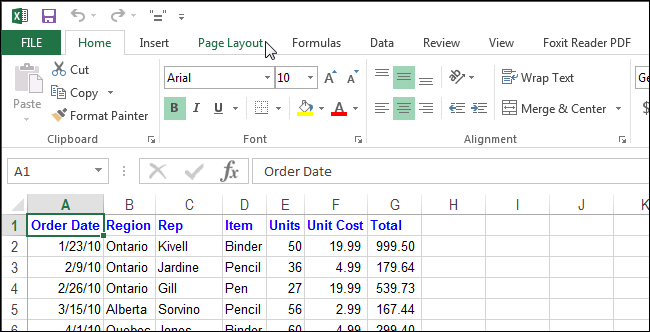 "="
FILE Home Insert Page Layout Formulas Data Review View Foxit Reader PDF
Cut
Copy
Format Painter
Paste
Arial 10 A A
B I U A
Wrap Text
Merge & Center
Ge
$
Clipboard Font Alignment
A1 fx Order Date
A B C D E F G H I J K
1 Order Date Region Rep Item Units Unit Cost Total
2 1/23/10 Ontario Kivell Binder 50 19.99 999.50
3 2/9/10 Ontario Jardine Pencil 36 4.99 179.64
4 2/26/10 Ontario Gill Pen 27 19.99 539.73
5 3/15/10 Alberta Sorvino Pencil 56 2.99 167.44
6 4/1/10 Quebec Jones Binder 60 4.99 299.40